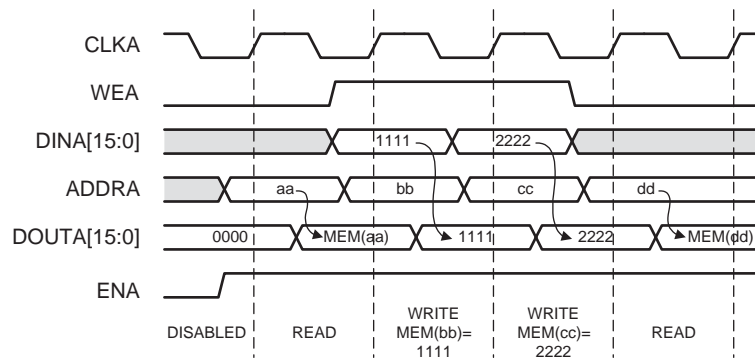 CLKA
WEA
DINA[15:0] 1111 2222
ADDRA aa bb cc dd
DOUTA[15:0] 0000 MEM(aa) 1111 2222 MEM(dd)
ENA
DISABLED READ WRITE MEM(bb)= 1111 WRITE MEM(cc)= 2222 READ